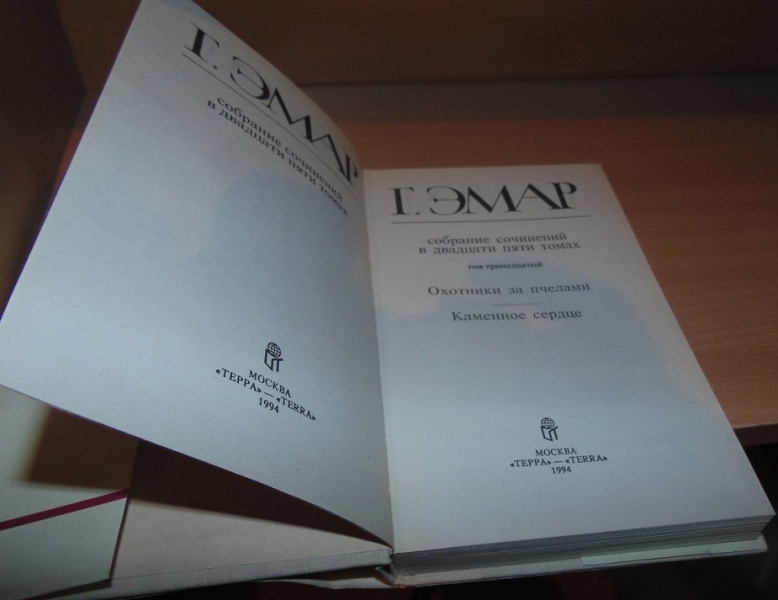 Г. ЭМАР
собрание сочинений
в двадцати пяти томах
МОСКВА
«ТЕРРА» — «TERRA»
1994
Г. ЭМАР
собрание сочинений
в двадцати пяти томах
том тринадцатый
Охотники за пчелами
Каменное сердце
МОСКВА
«ТЕРРА» — «TERRA»
1994